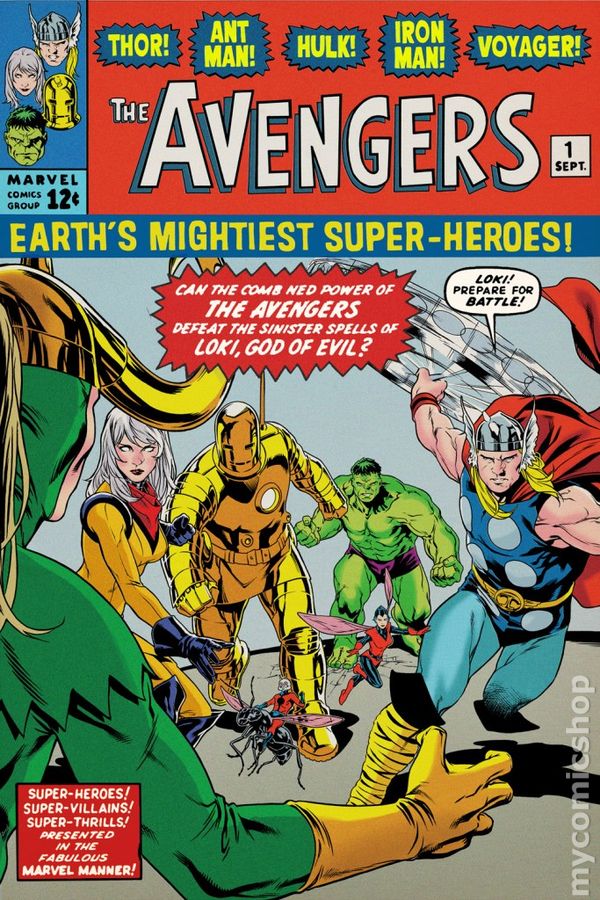 THOR!
ANT
MAN!
HULK!
IRON
MAN!
VOYAGER!
THE AVENGERS
1
SEPT.
MARVEL
COMICS
GROUP 12¢
EARTH'S MIGHTIEST SUPER-HEROES!
CAN THE COMB NED POWER OF
THE AVENGERS
DEFEAT THE SINISTER SPELLS OF
LOKI, GOD OF EVIL?
LOKI!
PREPARE FOR
BATTLE!
SUPER-HEROES!
SUPER-VILLAINS!
SUPER-THRILLS!
PRESENTED
IN THE
FABULOUS
MARVEL MANNER!
mycomicshop